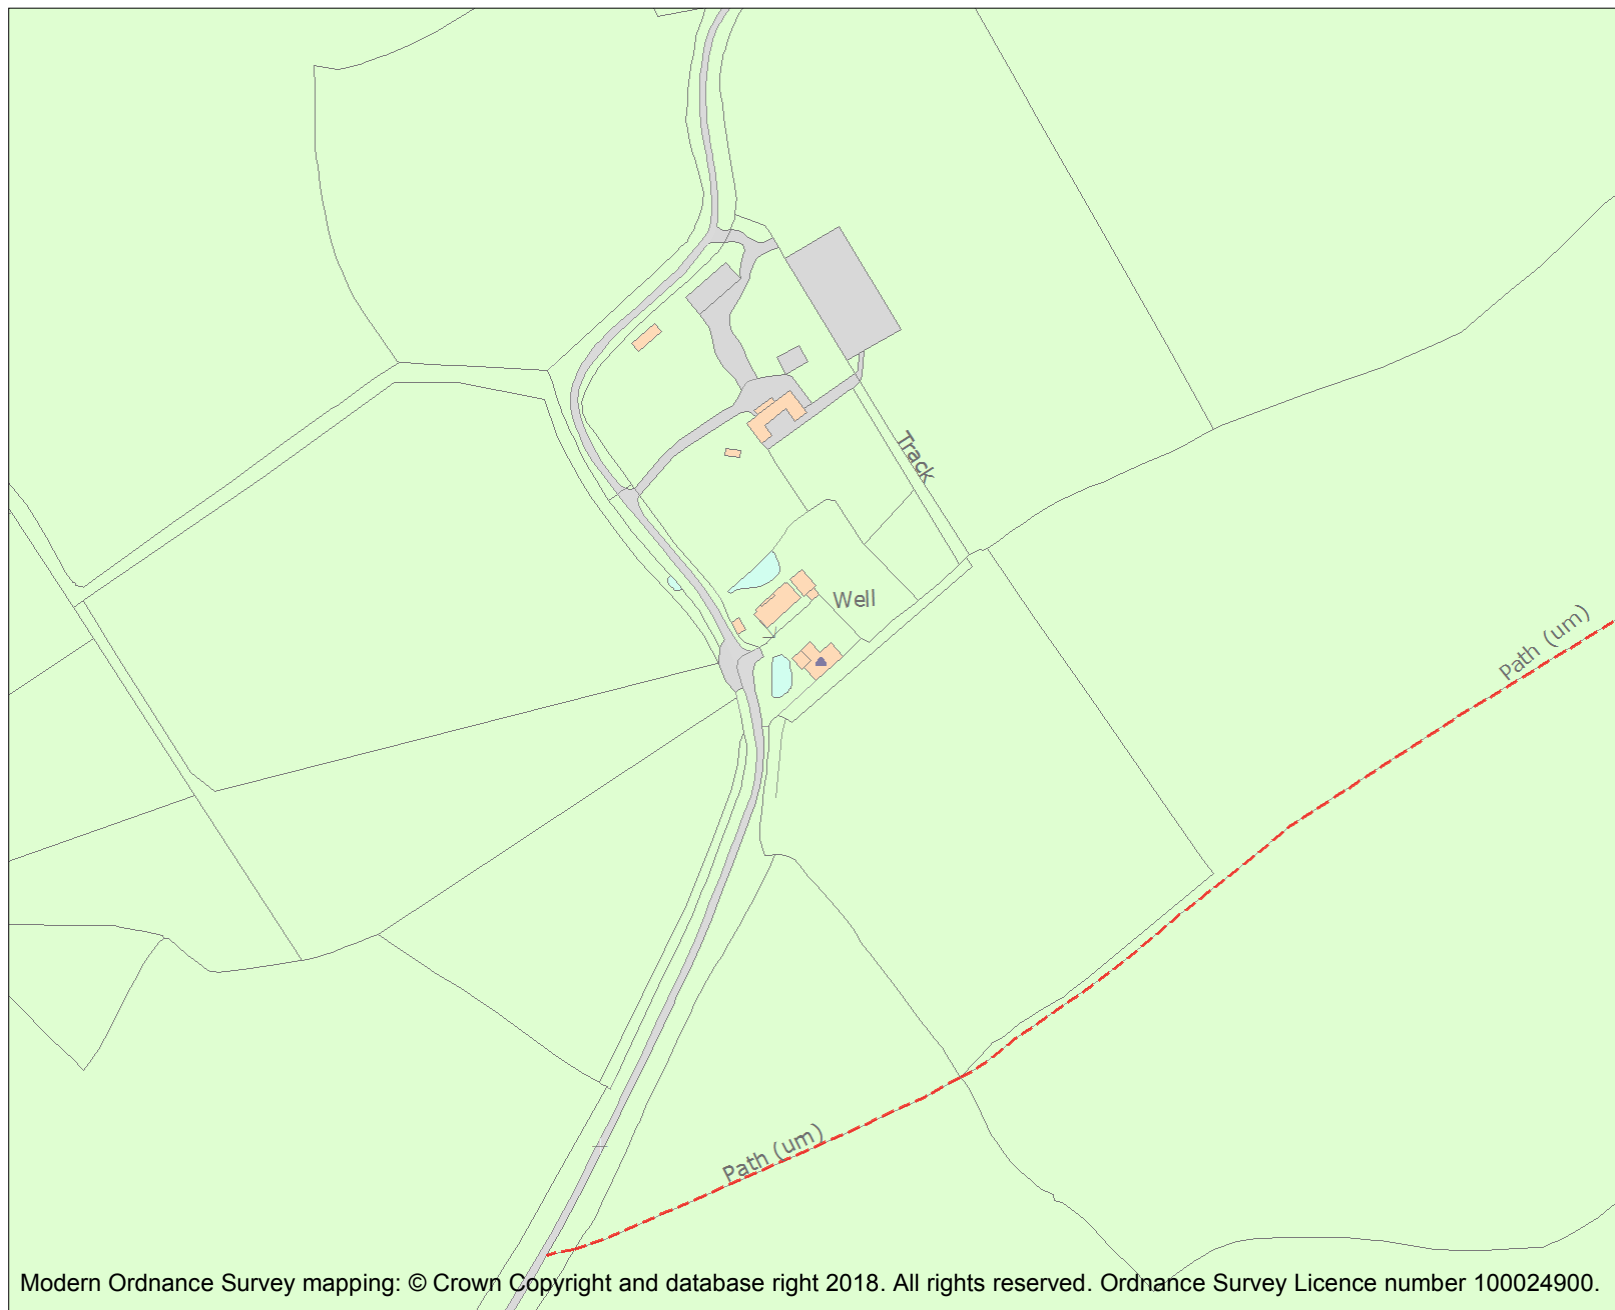 Track
Well
Path (um)
Path (um)
Modern Ordnance Survey mapping: © Crown Copyright and database right 2018. All rights reserved. Ordnance Survey Licence number 100024900.